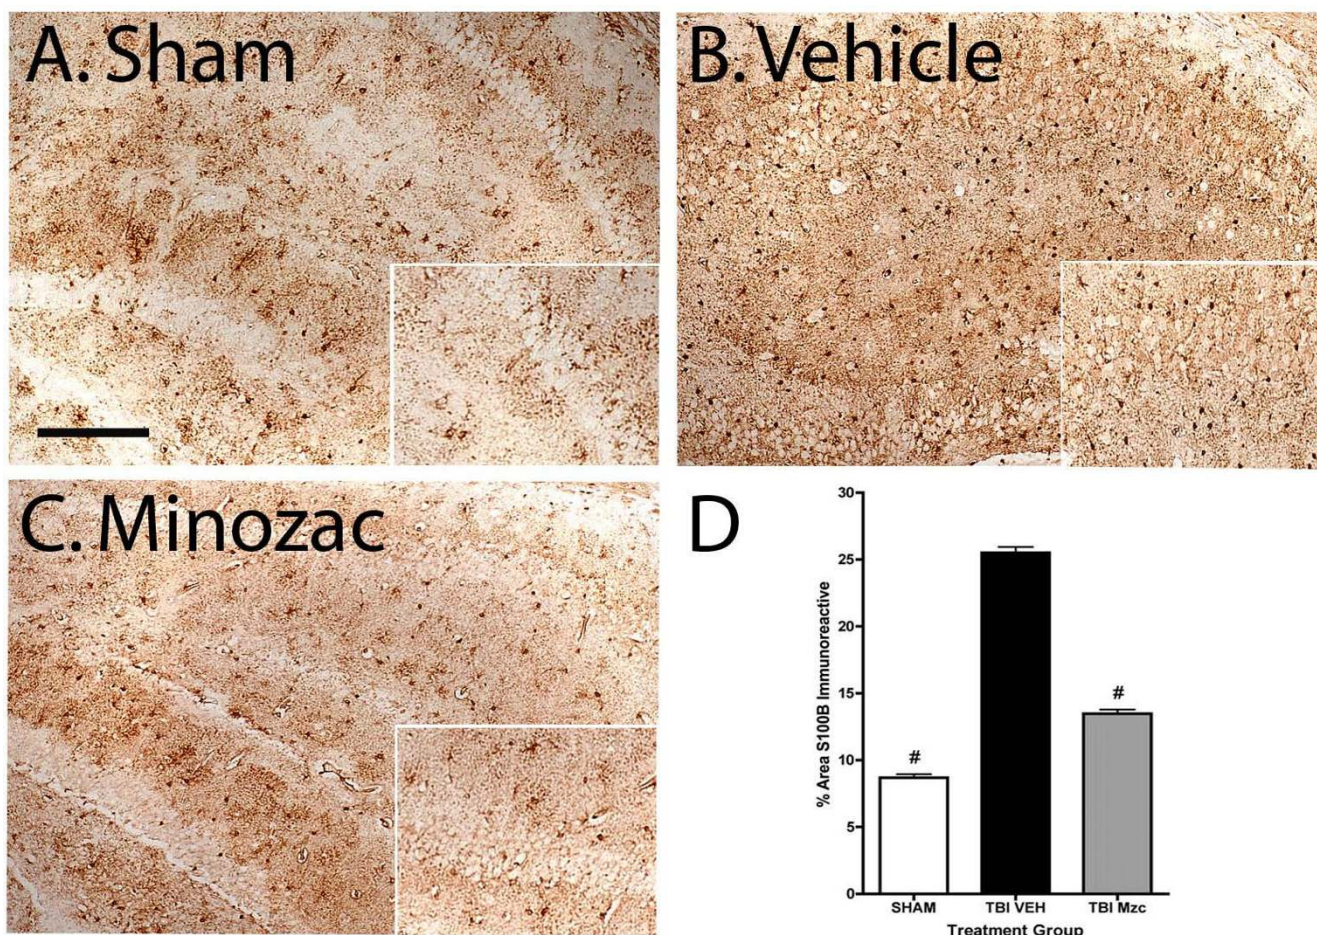 A. Sham
B. Vehicle
C. Minozac
D
30
25
20
15
10
5
0
% Area S100B Immunoreactive
#
#
SHAM
TBI VEH
TBI Mzc
Treatment Group